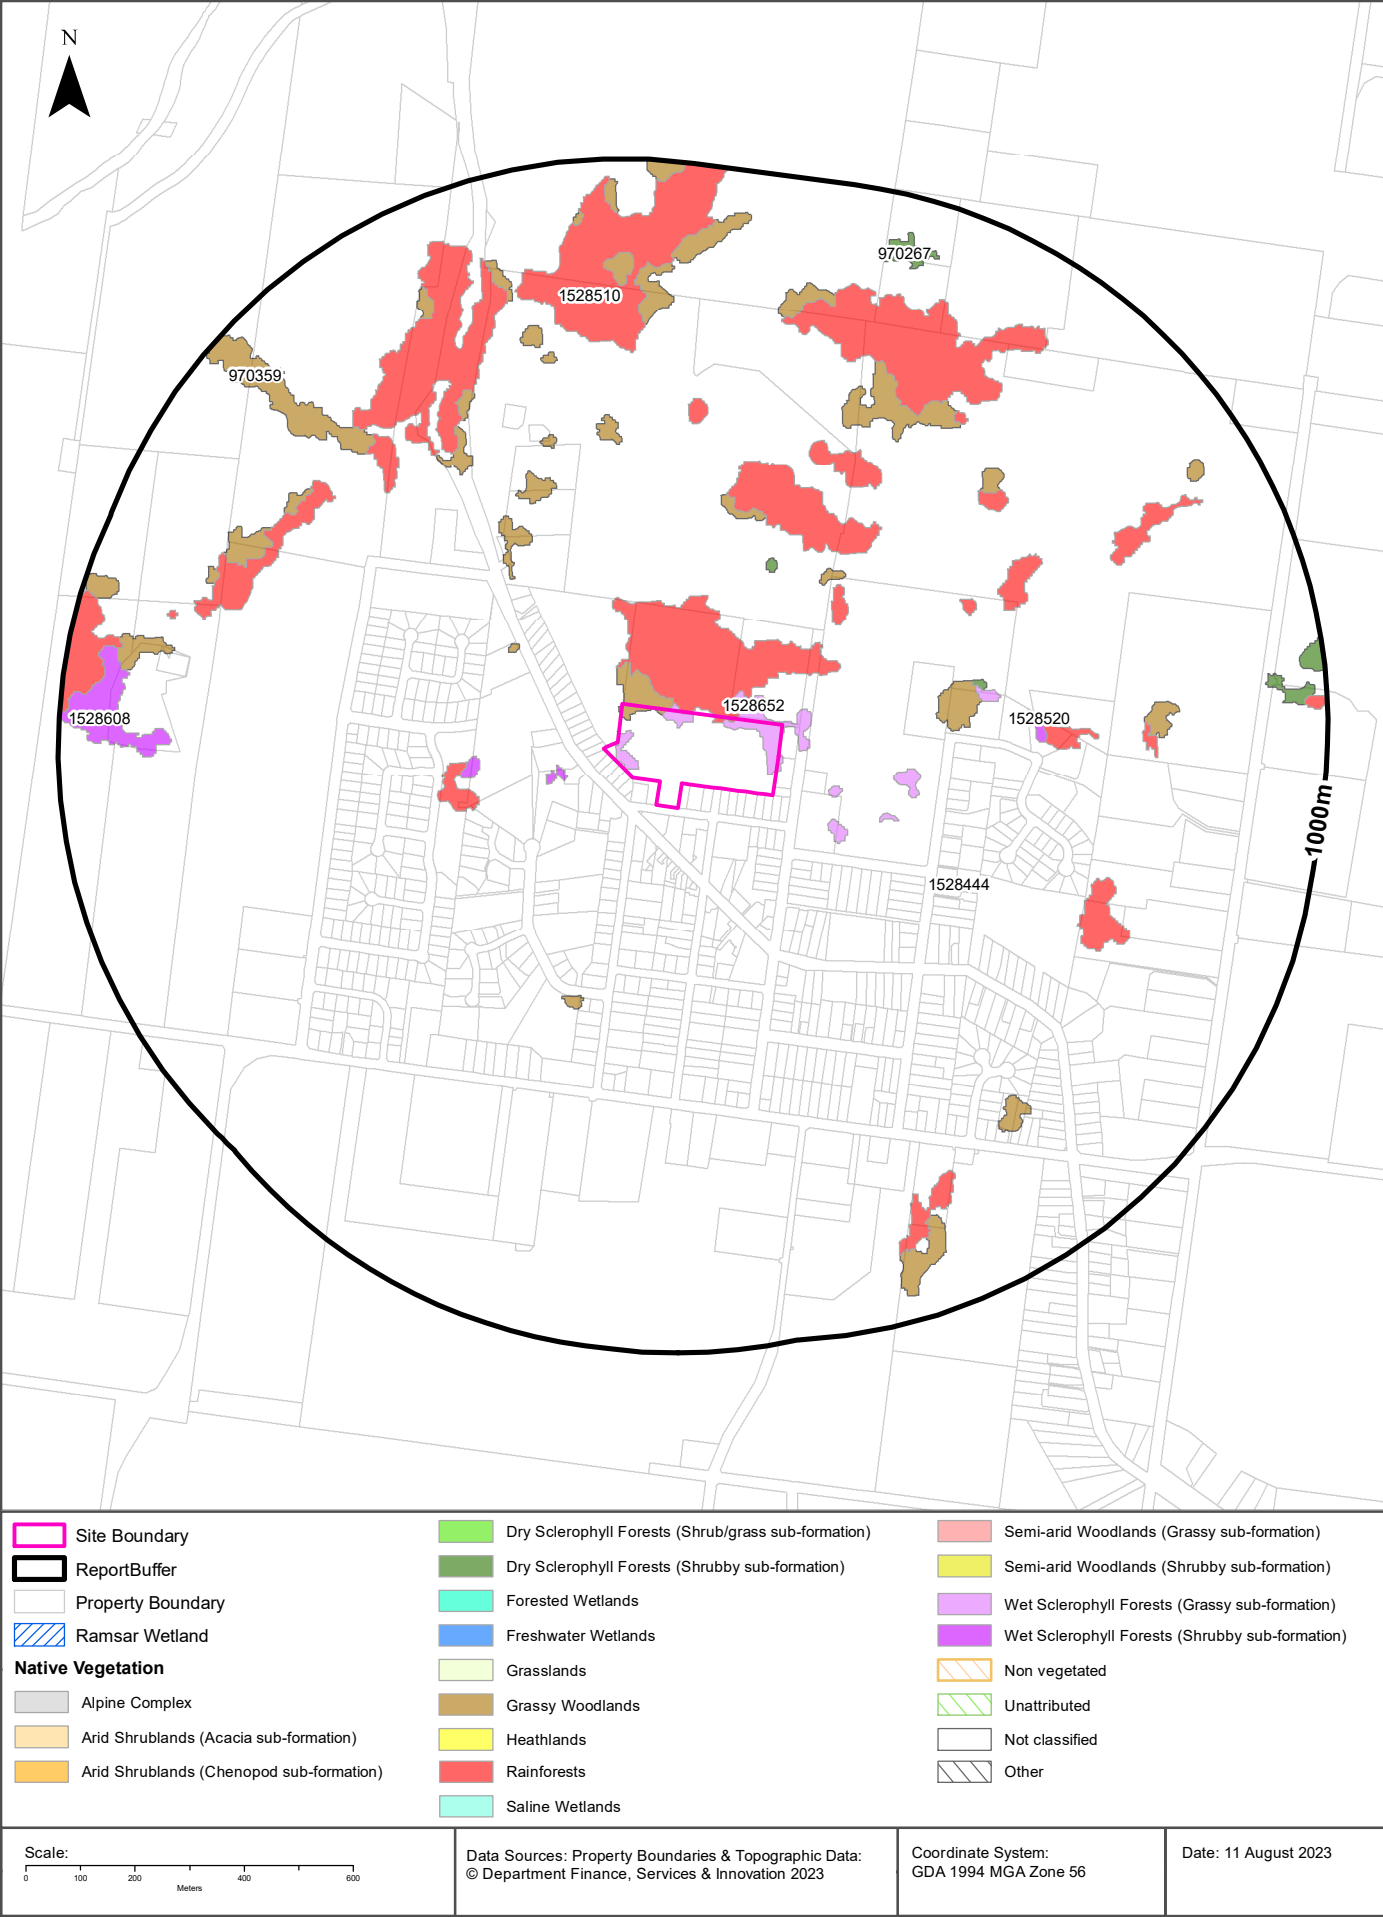 N
970267
1528510
970359
1528652
1528608
1528520
1000m
1528444
Site Boundary
ReportBuffer
Property Boundary
Ramsar Wetland
Native Vegetation
Alpine Complex
Arid Shrublands (Acacia sub-formation)
Arid Shrublands (Chenopod sub-formation)
Dry Sclerophyll Forests (Shrub/grass sub-formation)
Dry Sclerophyll Forests (Shrubby sub-formation)
Forested Wetlands
Freshwater Wetlands
Grasslands
Grassy Woodlands
Heathlands
Rainforests
Saline Wetlands
Semi-arid Woodlands (Grassy sub-formation)
Semi-arid Woodlands (Shrubby sub-formation)
Wet Sclerophyll Forests (Grassy sub-formation)
Wet Sclerophyll Forests (Shrubby sub-formation)
Non vegetated
Unattributed
Not classified
Other
Scale:
0 100 200 400 600
Meters
Data Sources: Property Boundaries & Topographic Data:
© Department Finance, Services & Innovation 2023
Coordinate System:
GDA 1994 MGA Zone 56
Date: 11 August 2023